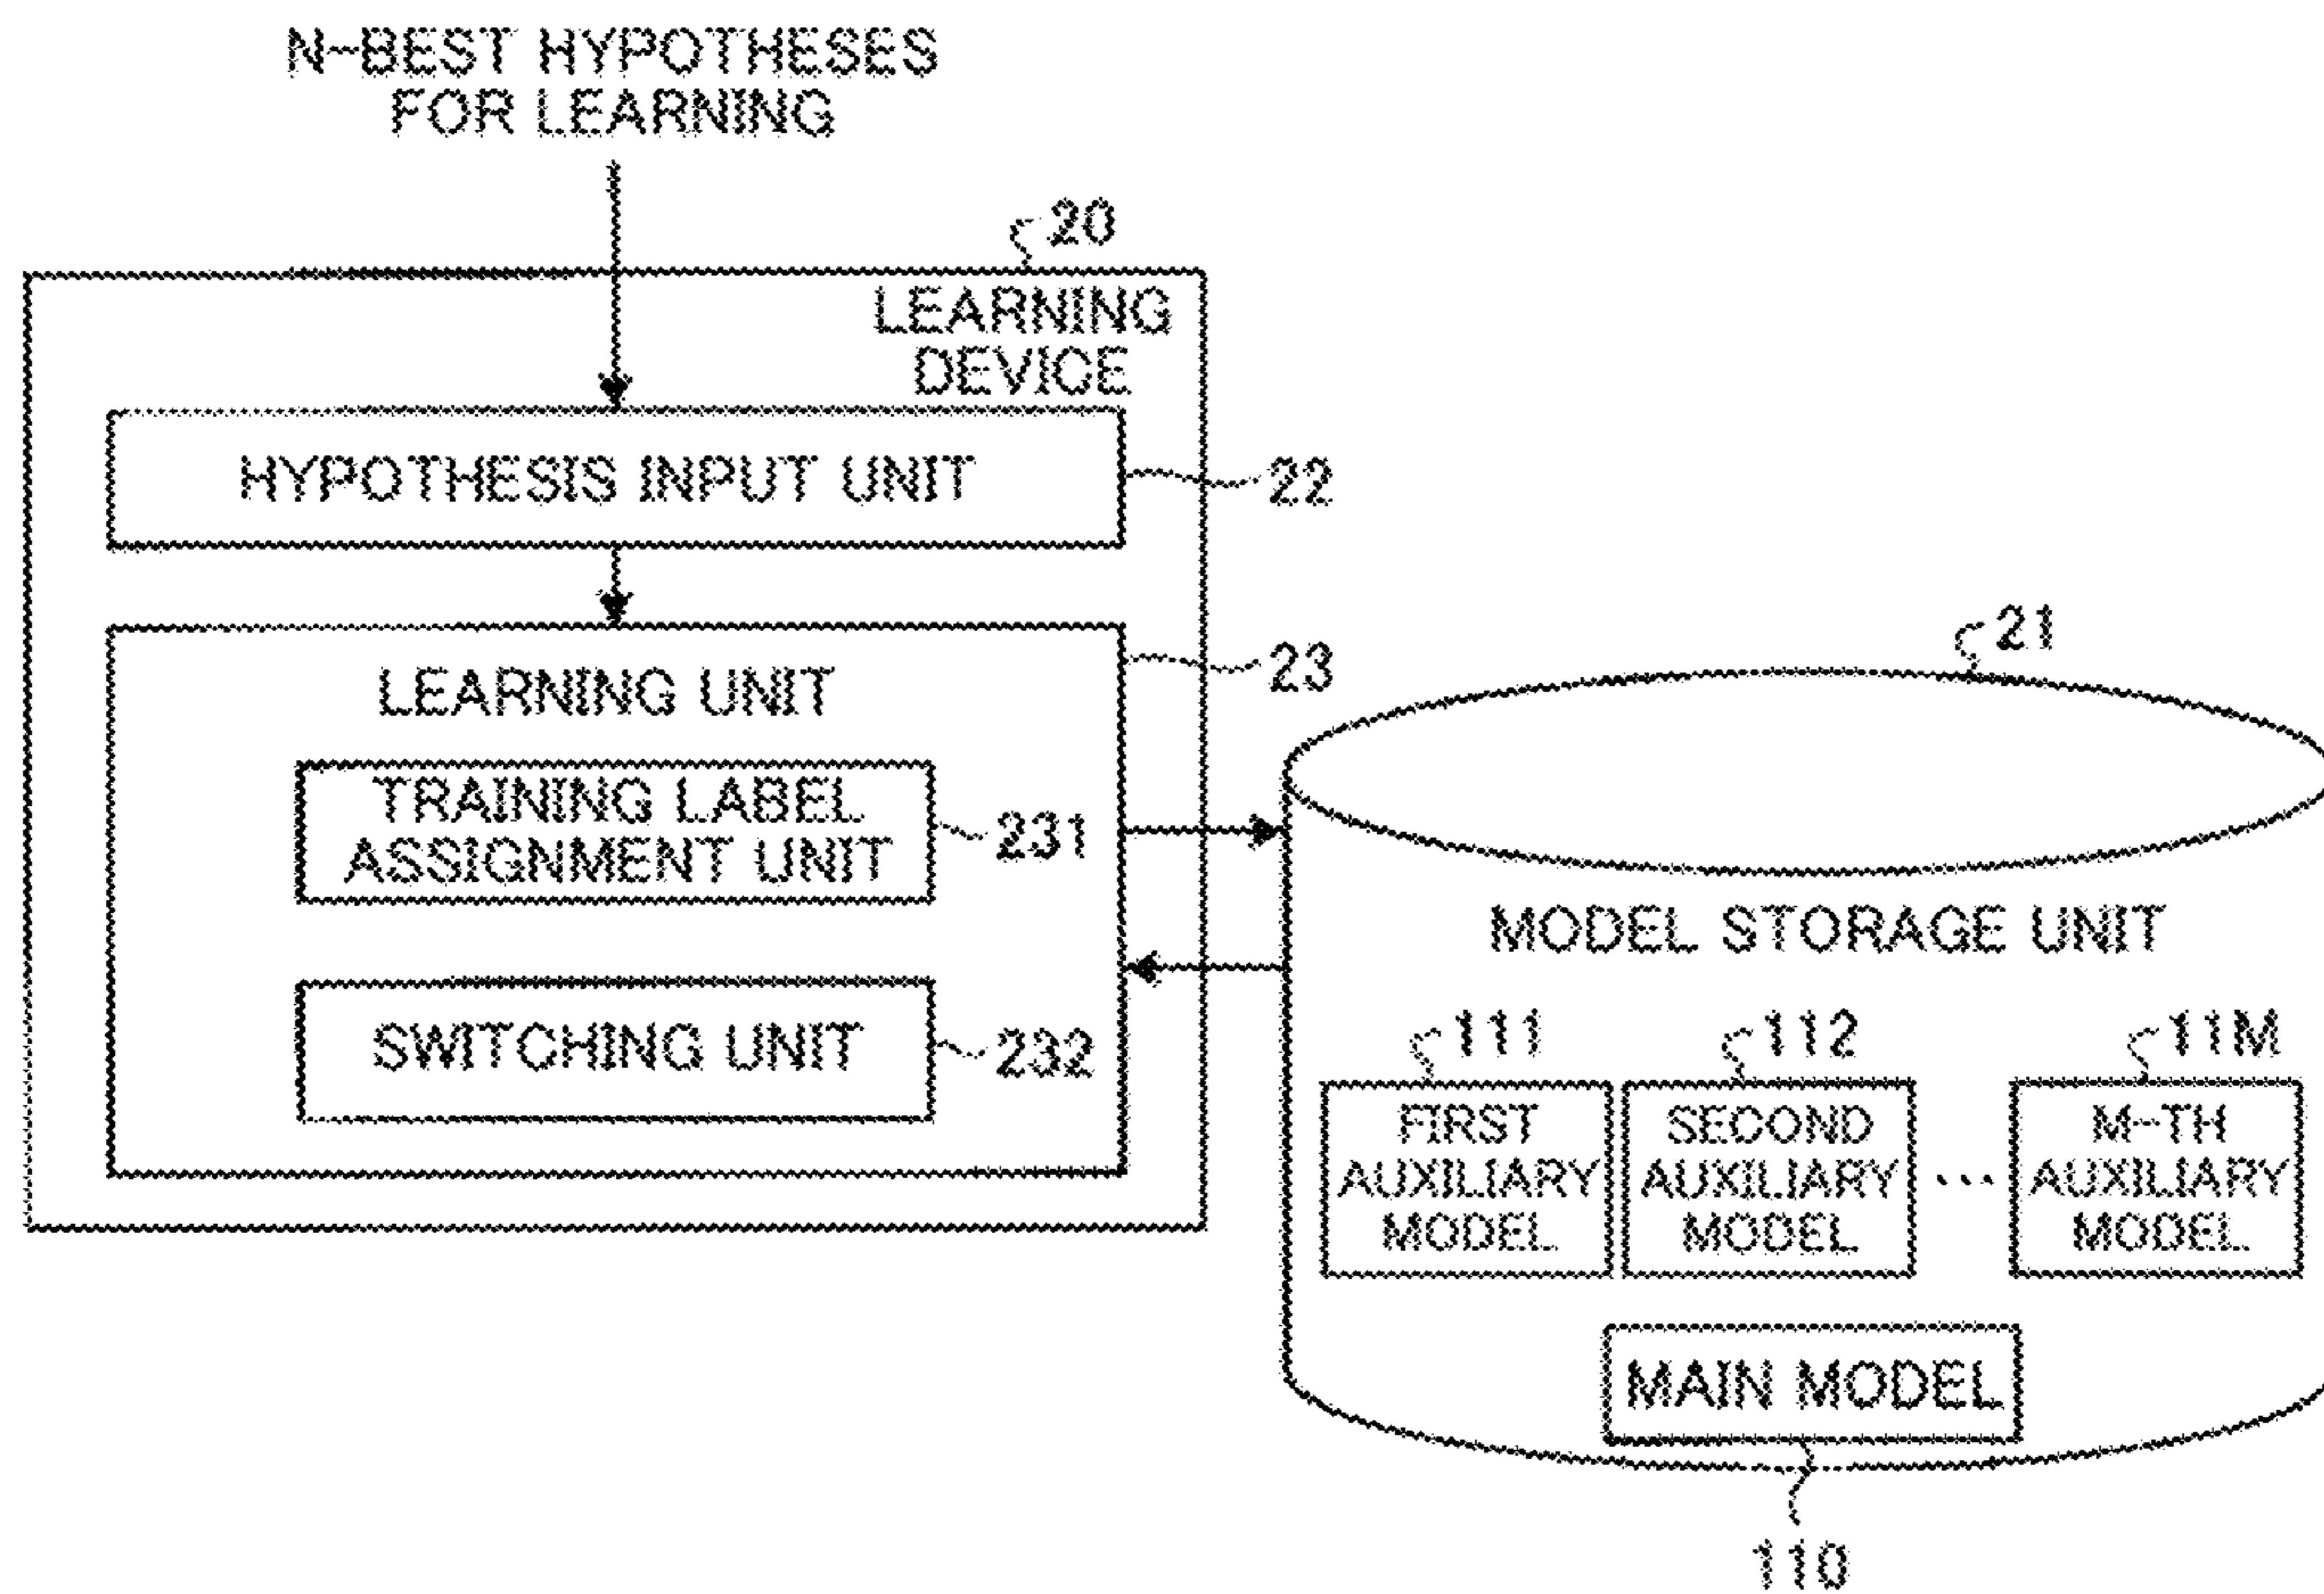 N-BEST HYPOTHESES
FOR LEARNING
20
LEARNING
DEVICE
HYPOTHESIS INPUT UNIT
22
LEARNING UNIT
23
TRAINING LABEL
ASSIGNMENT UNIT
231
SWITCHING UNIT
232
21
MODEL STORAGE UNIT
111
FIRST
AUXILIARY
MODEL
112
SECOND
AUXILIARY
MODEL
...
11M
M-TH
AUXILIARY
MODEL
MAIN MODEL
110